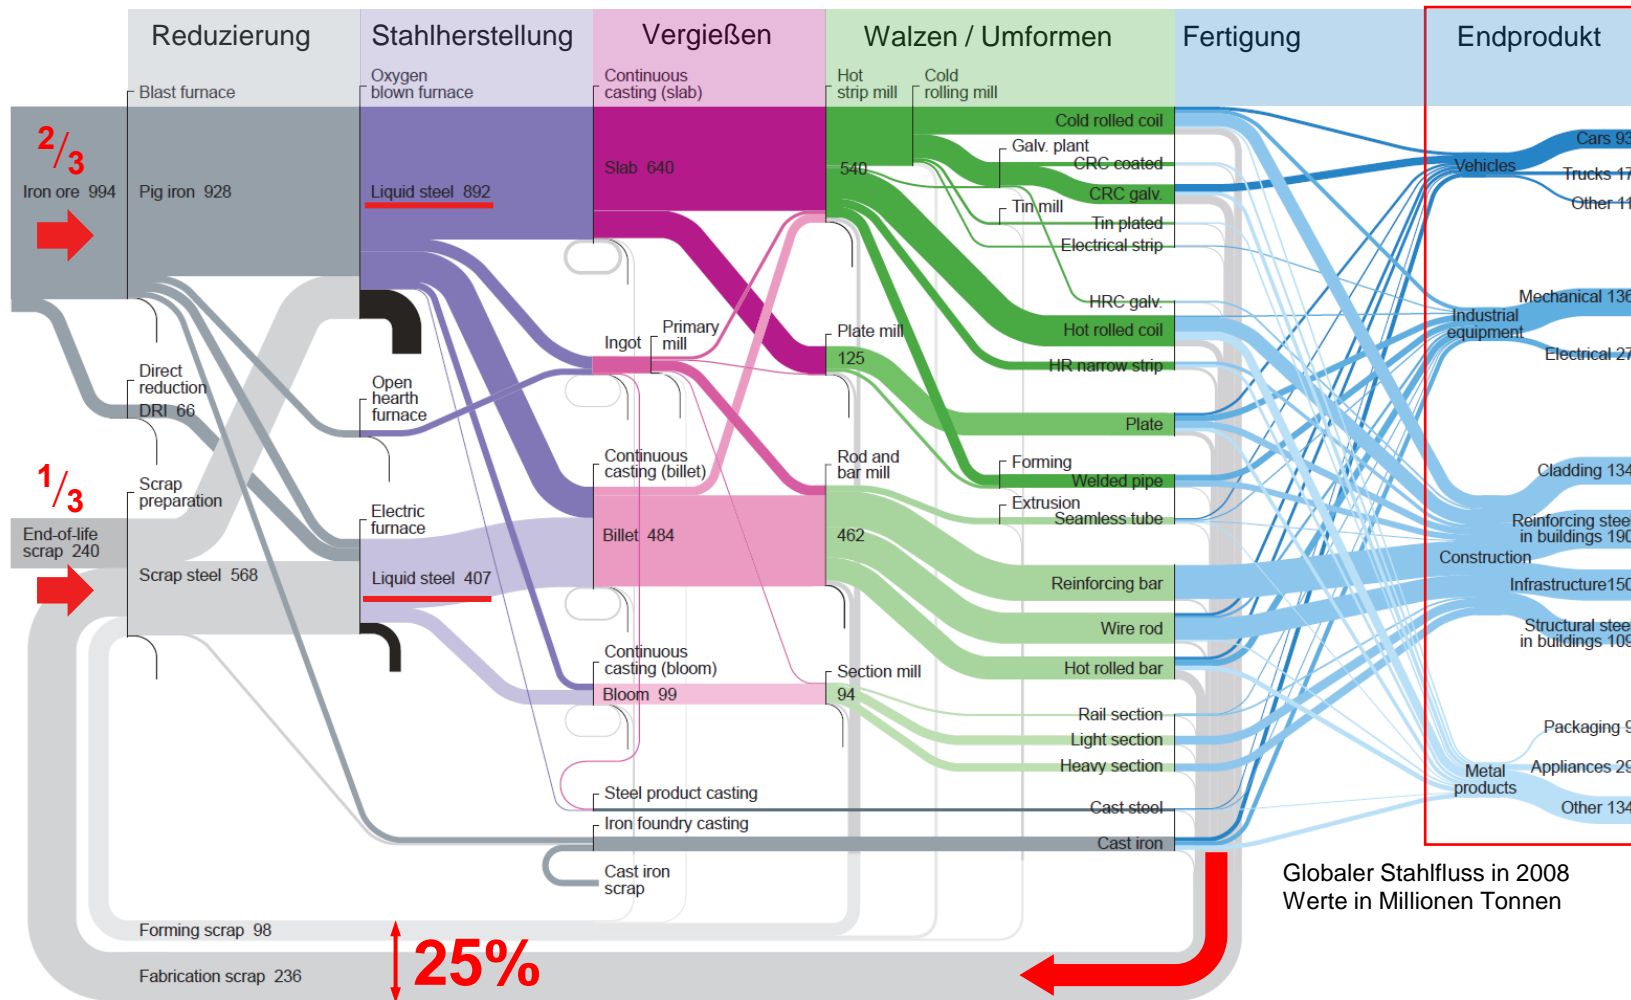 Reduzierung
Stahlherstellung
Vergießen
Walzen / Umformen
Fertigung
Endprodukt
Blast furnace
Oxygen
blown furnace
Continuous
casting (slab)
Hot
strip mill
Cold
rolling mill
2/3
Iron ore 994
Pig iron 928
Liquid steel 892
Slab 640
540
Cold rolled coil
Galv. plant
CRC coated
CRC galv.
Tin mill
Tin plated
Electrical strip
HRC galv.
Hot rolled coil
HR narrow strip
Vehicles
Cars 93
Trucks 17
Other 11
Mechanical 136
Industrial
equipment
Electrical 27
Direct
reduction
DRI 66
Open
hearth
furnace
Ingot
Primary
mill
Plate mill
125
Plate
1/3
Scrap
preparation
End-of-life
scrap 240
Scrap steel 568
Electric
furnace
Liquid steel 407
Continuous
casting (billet)
Billet 484
Rod and
bar mill
462
Forming
Welded pipe
Extrusion
Seamless tube
Reinforcing bar
Wire rod
Hot rolled bar
Cladding 134
Reinforcing steel
in buildings 190
Construction
Infrastructure150
Structural steel
in buildings 109
Continuous
casting (bloom)
Bloom 99
Section mill
94
Rail section
Light section
Heavy section
Steel product casting
Cast steel
Iron foundry casting
Cast iron
Cast iron
scrap
Packaging 9
Metal
products
Appliances 29
Other 134
Globaler Stahlfluss in 2008
Werte in Millionen Tonnen
Forming scrap 98
Fabrication scrap 236
25%